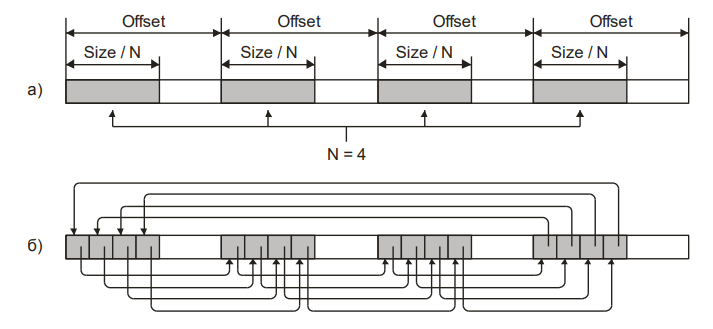 Offset Offset Offset Offset
Size / N Size / N Size / N Size / N
а)
N = 4
б)